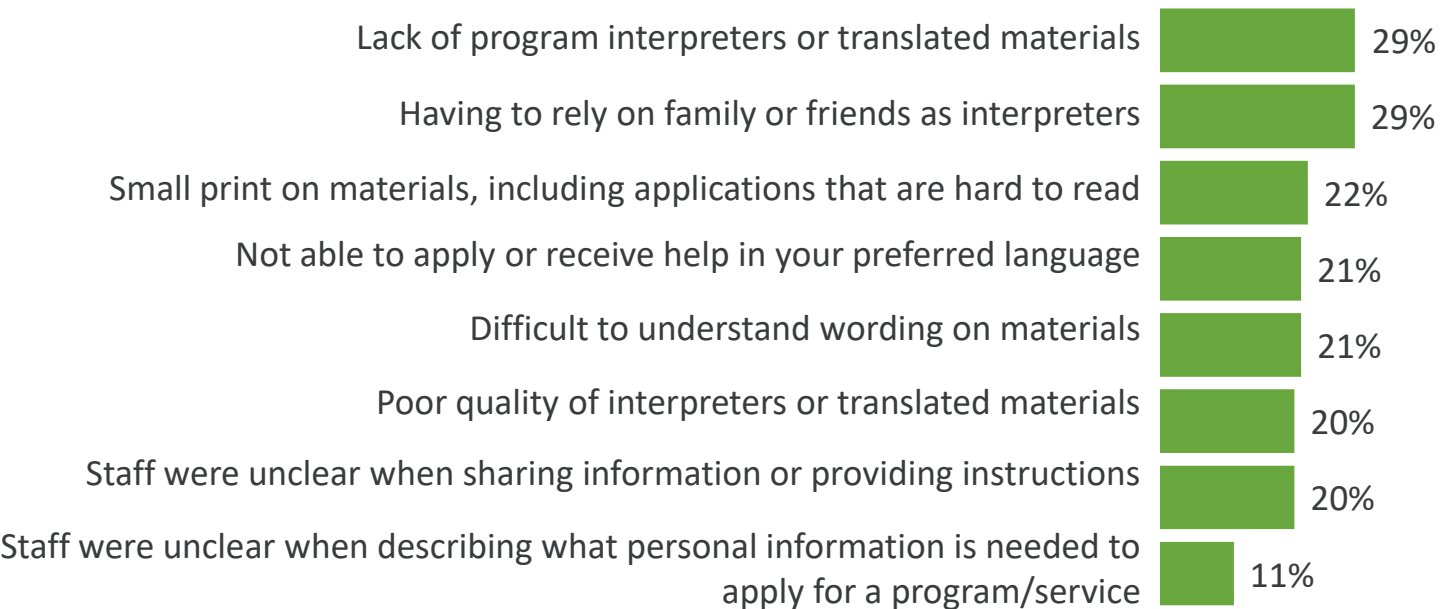 Lack of program interpreters or translated materials 29%
Having to rely on family or friends as interpreters 29%
Small print on materials, including applications that are hard to read 22%
Not able to apply or receive help in your preferred language 21%
Difficult to understand wording on materials 21%
Poor quality of interpreters or translated materials 20%
Staff were unclear when sharing information or providing instructions 20%
Staff were unclear when describing what personal information is needed to
apply for a program/service 11%